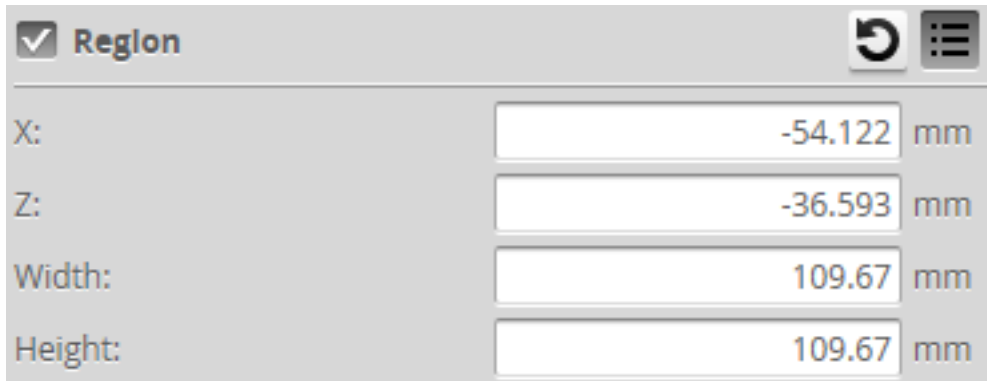 Region
X: -54.122 mm
Z: -36.593 mm
Width: 109.67 mm
Height: 109.67 mm